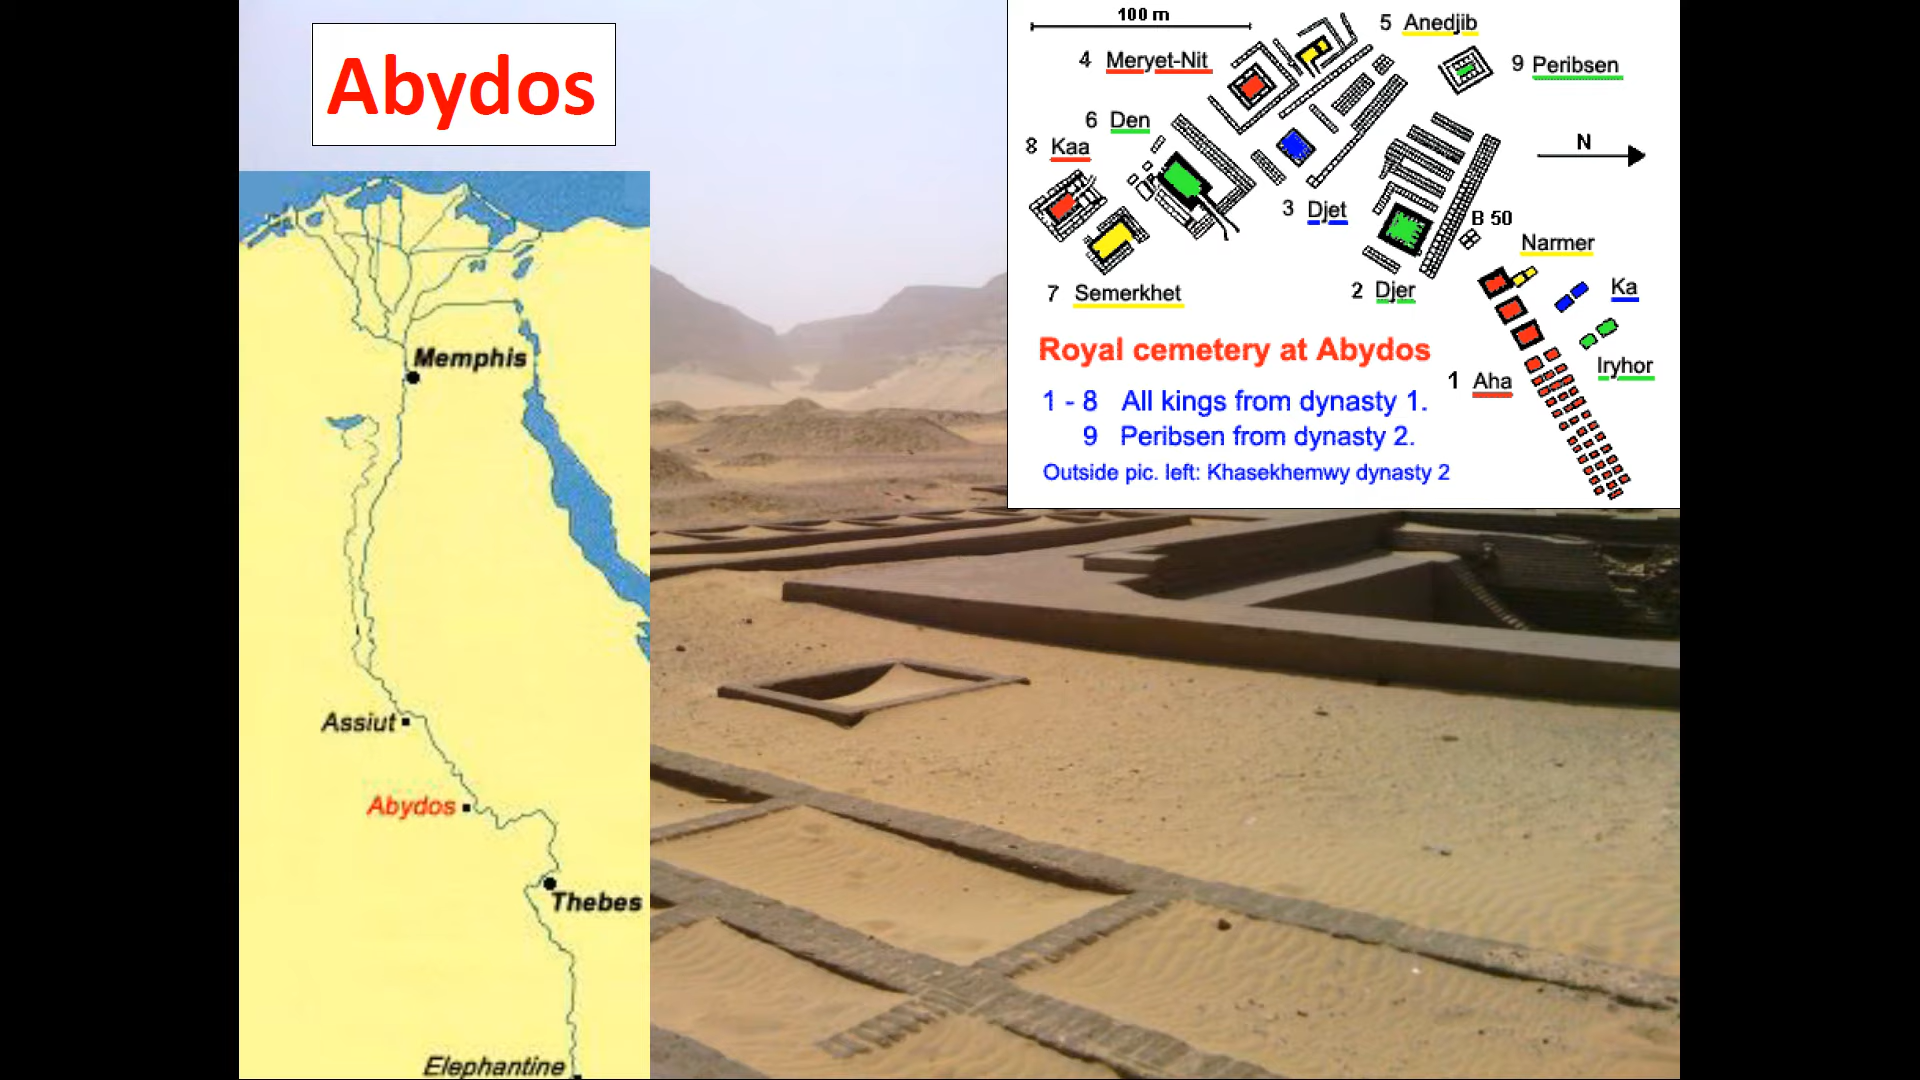 Abydos
Memphis
Assiut
Abydos
Thebes
Elephantine
100 m
5 Anedjib
4 Meryet-Nit
9 Peribsen
6 Den
8 Kaa
N
3 Djet
B 50
Narmer
7 Semerkhet
2 Djer
Ka
Royal cemetery at Abydos
Iryhor
1 Aha
1 - 8 All kings from dynasty 1.
9 Peribsen from dynasty 2.
Outside pic. left: Khasekhemwy dynasty 2